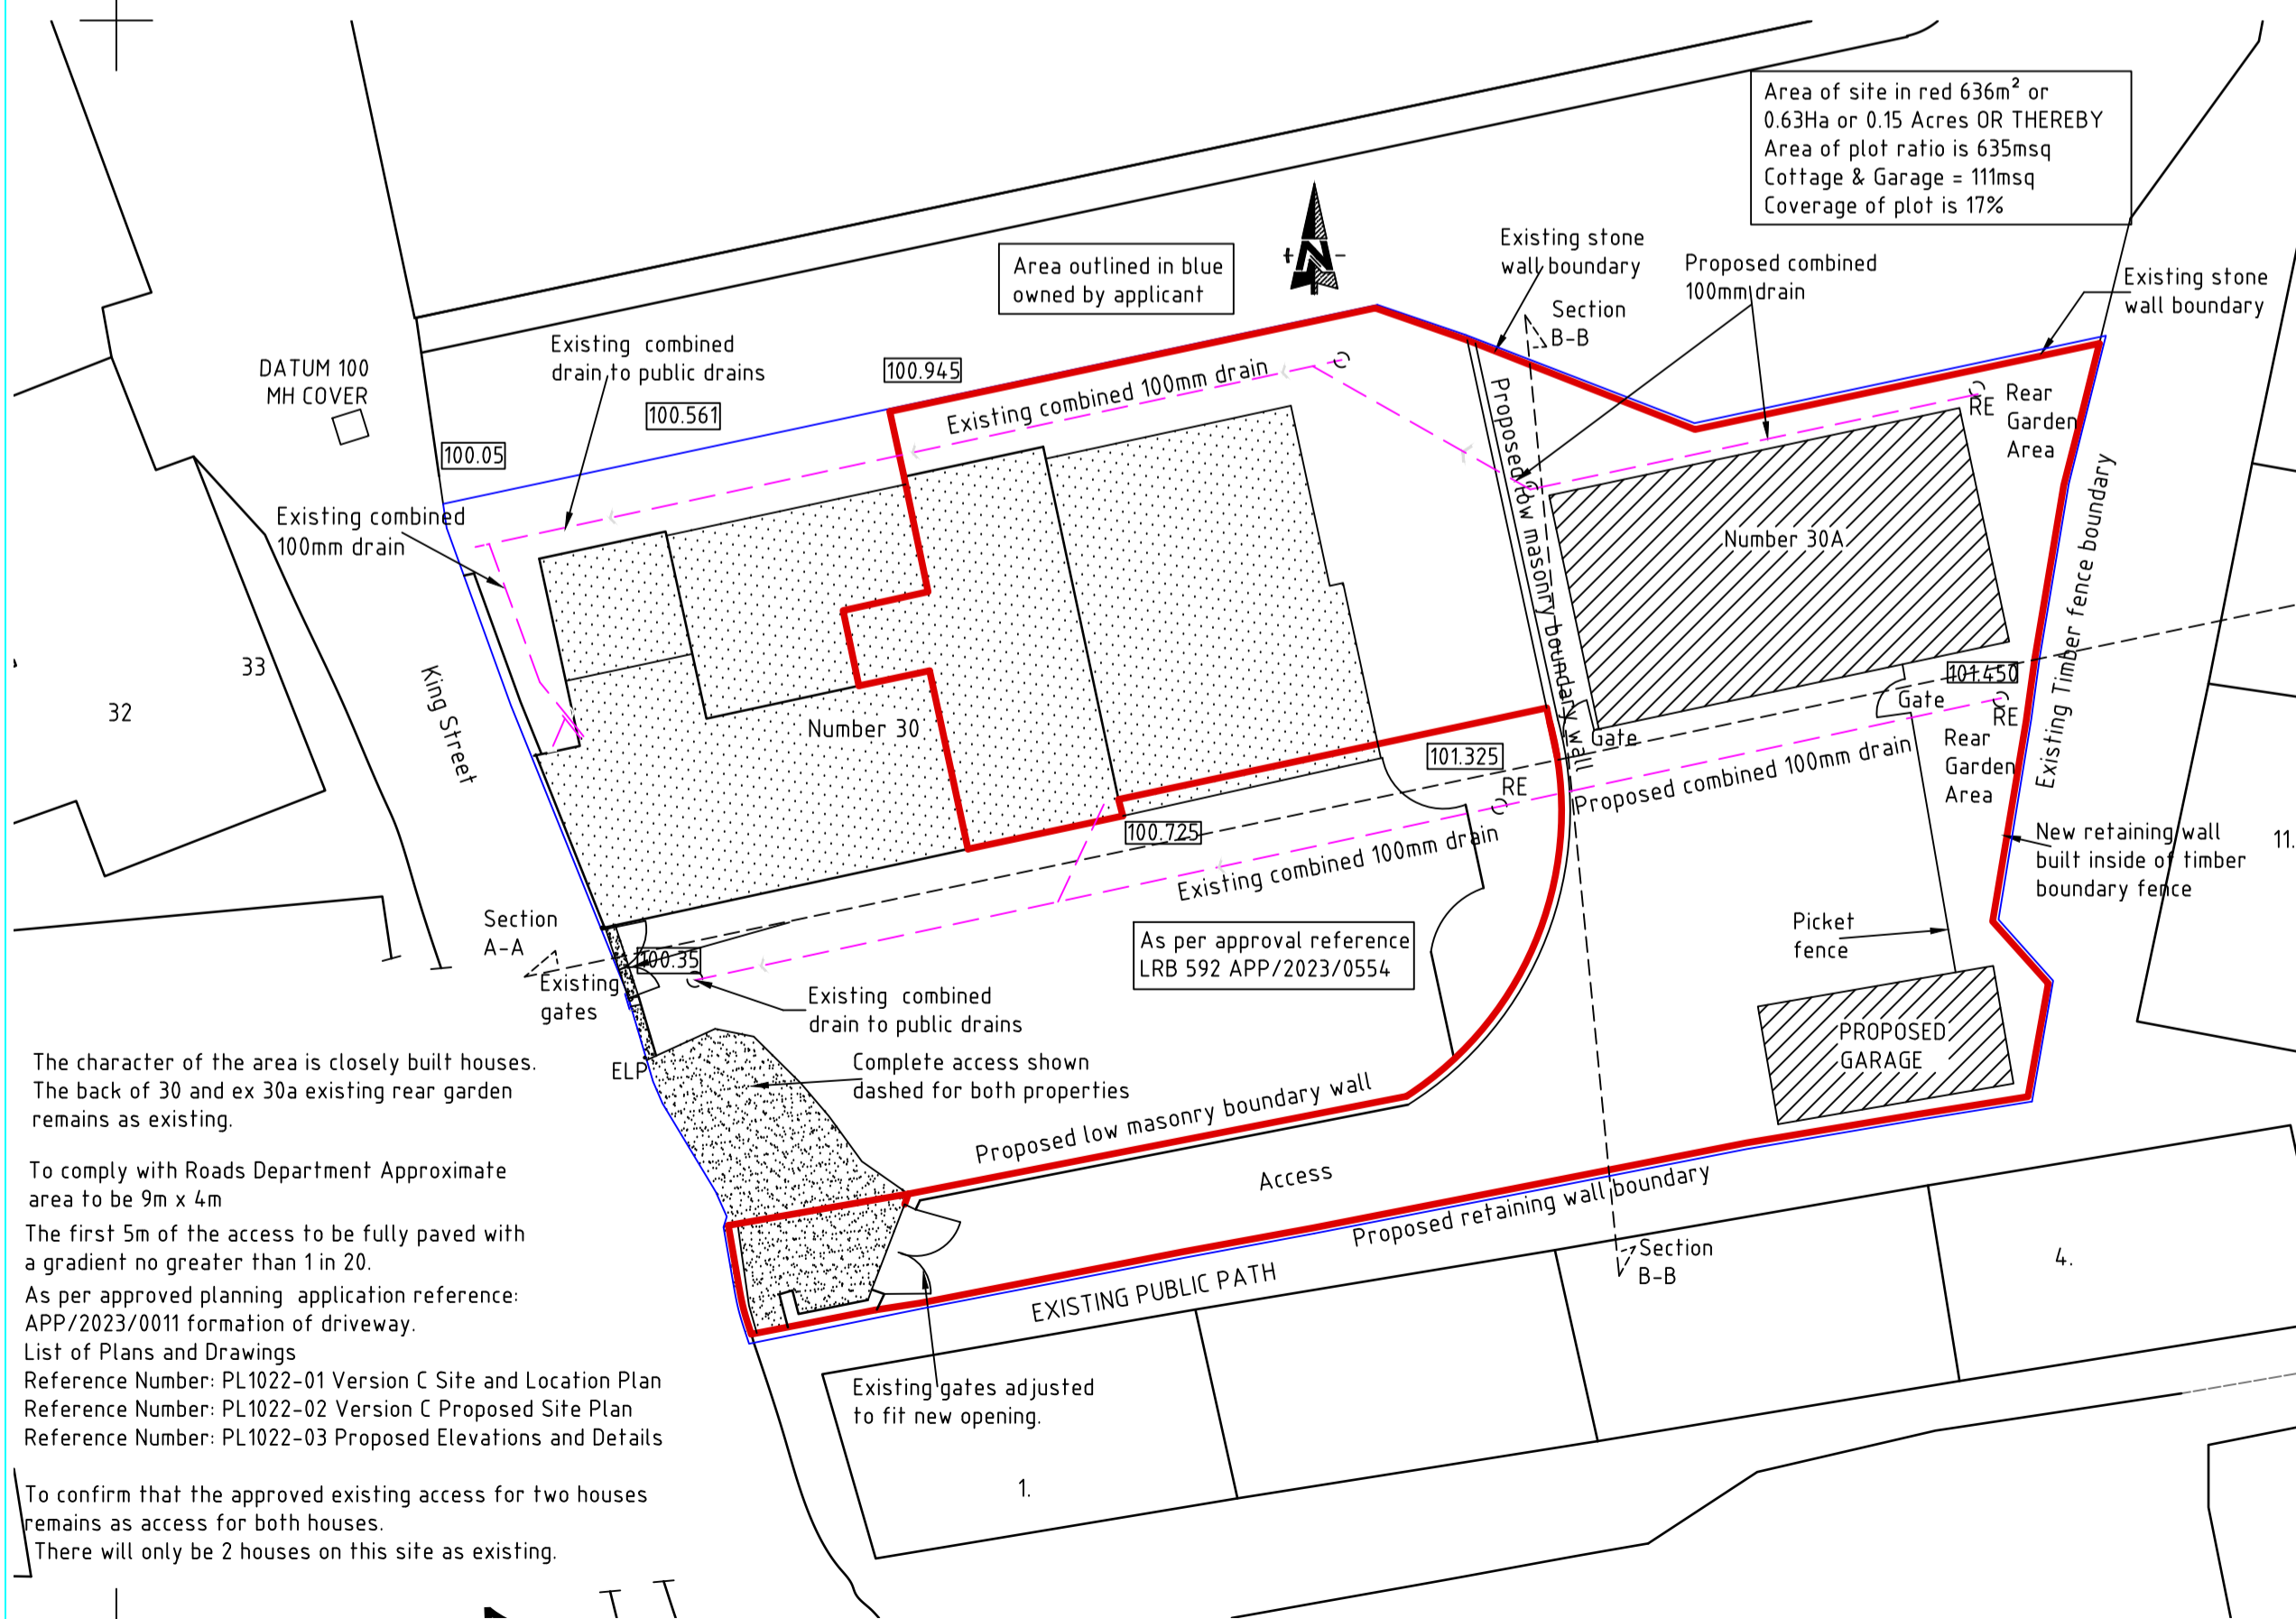 Area of site in red 636m² or
0.63Ha or 0.15 Acres OR THEREBY
Area of plot ratio is 635msq
Cottage & Garage = 111msq
Coverage of plot is 17%
Area outlined in blue
owned by applicant
+N-
Existing stone
wall boundary
Proposed combined
100mm drain
Existing stone
wall boundary
Section
B-B
Existing combined
drain to public drains
DATUM 100
MH COVER
100.945
100.561
100.05
Existing combined 100mm drain
RE
Rear
Garden
Area
Existing combined
100mm drain
Proposed low masonry boundary wall
Number 30A
Existing Timber fence boundary
33
32
King Street
Number 30
101.450
Gate
RE
Gate
101.325
RE
Rear
Garden
Area
Proposed combined 100mm drain
100.725
Existing combined 100mm drain
New retaining wall
built inside of timber
boundary fence
11.
Section
A-A
100.35
Existing
gates
As per approval reference
LRB 592 APP/2023/0554
Picket
fence
Existing combined
drain to public drains
PROPOSED
GARAGE
ELP
Complete access shown
dashed for both properties
The character of the area is closely built houses.
The back of 30 and ex 30a existing rear garden
remains as existing.
Proposed low masonry boundary wall
To comply with Roads Department Approximate
area to be 9m x 4m
Access
Proposed retaining wall boundary
The first 5m of the access to be fully paved with
a gradient no greater than 1 in 20.
Section
B-B
4.
EXISTING PUBLIC PATH
As per approved planning application reference:
APP/2023/0011 formation of driveway.
List of Plans and Drawings
Reference Number: PL1022-01 Version C Site and Location Plan
Reference Number: PL1022-02 Version C Proposed Site Plan
Reference Number: PL1022-03 Proposed Elevations and Details
Existing gates adjusted
to fit new opening.
1.
To confirm that the approved existing access for two houses
remains as access for both houses.
There will only be 2 houses on this site as existing.